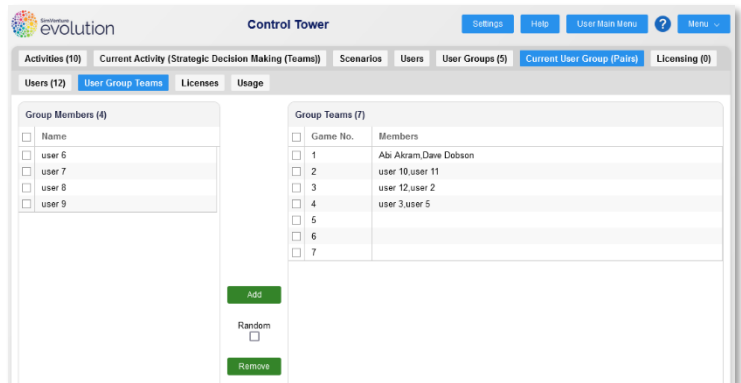 SimVenture
evolution
Control Tower
Settings
Help
User Main Menu
?
Menu
Activities (10)
Current Activity (Strategic Decision Making (Teams))
Scenarios
Users
User Groups (5)
Current User Group (Pairs)
Licensing (0)
Users (12)
User Group Teams
Licenses
Usage
Group Members (4)
Name
user 6
user 7
user 8
user 9
Add
Random
Remove
Group Teams (7)
Game No. Members
1 Abi Akram,Dave Dobson
2 user 10,user 11
3 user 12,user 2
4 user 3,user 5
5
6
7